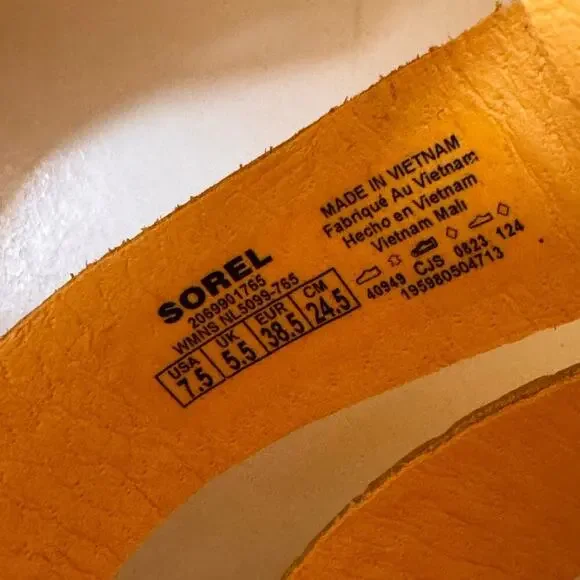 SOREL
2069901765
WMNS NL5099-765
USA UK EUR CM
7.5 5.5 38.5 24.5
MADE IN VIETNAM
Fabriqué Au Vietnam
Hecho en Vietnam
Vietnam Malı
40949 CJS 0823 124
195980504713